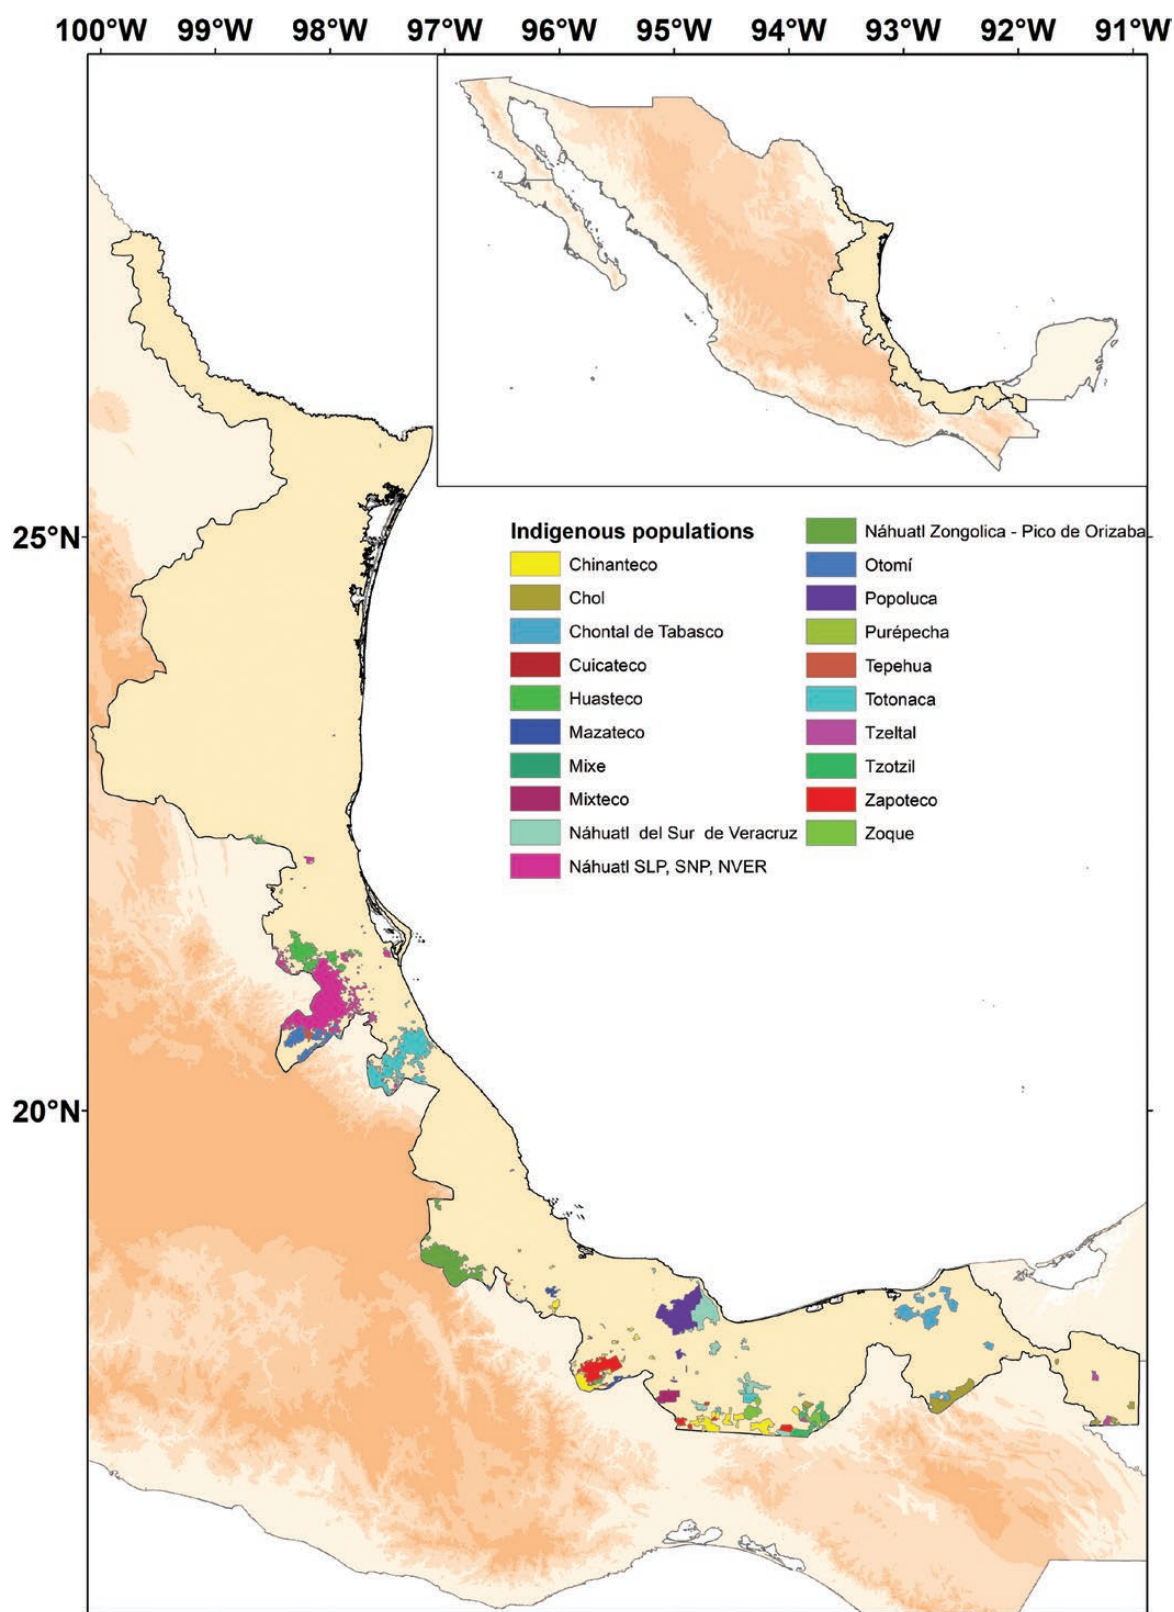 100°W 99°W 98°W 97°W 96°W 95°W 94°W 93°W 92°W 91°W
25°N
20°N
Indigenous populations
Chinanteco
Chol
Chontal de Tabasco
Cuicateco
Huasteco
Mazateco
Mixe
Mixteco
Náhuatl del Sur de Veracruz
Náhuatl SLP, SNP, NVER
Náhuatl Zongolica - Pico de Orizaba
Otomí
Popoluca
Purépecha
Tepehua
Totonaca
Tzeltal
Tzotzil
Zapoteco
Zoque